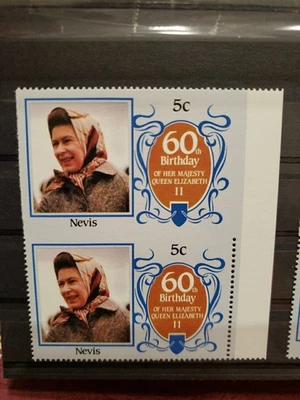 5c
60th
Birthday
OF HER MAJESTY
QUEEN ELIZABETH
II
Nevis
5c
60th
Birthday
OF HER MAJESTY
QUEEN ELIZABETH
II
Nevis